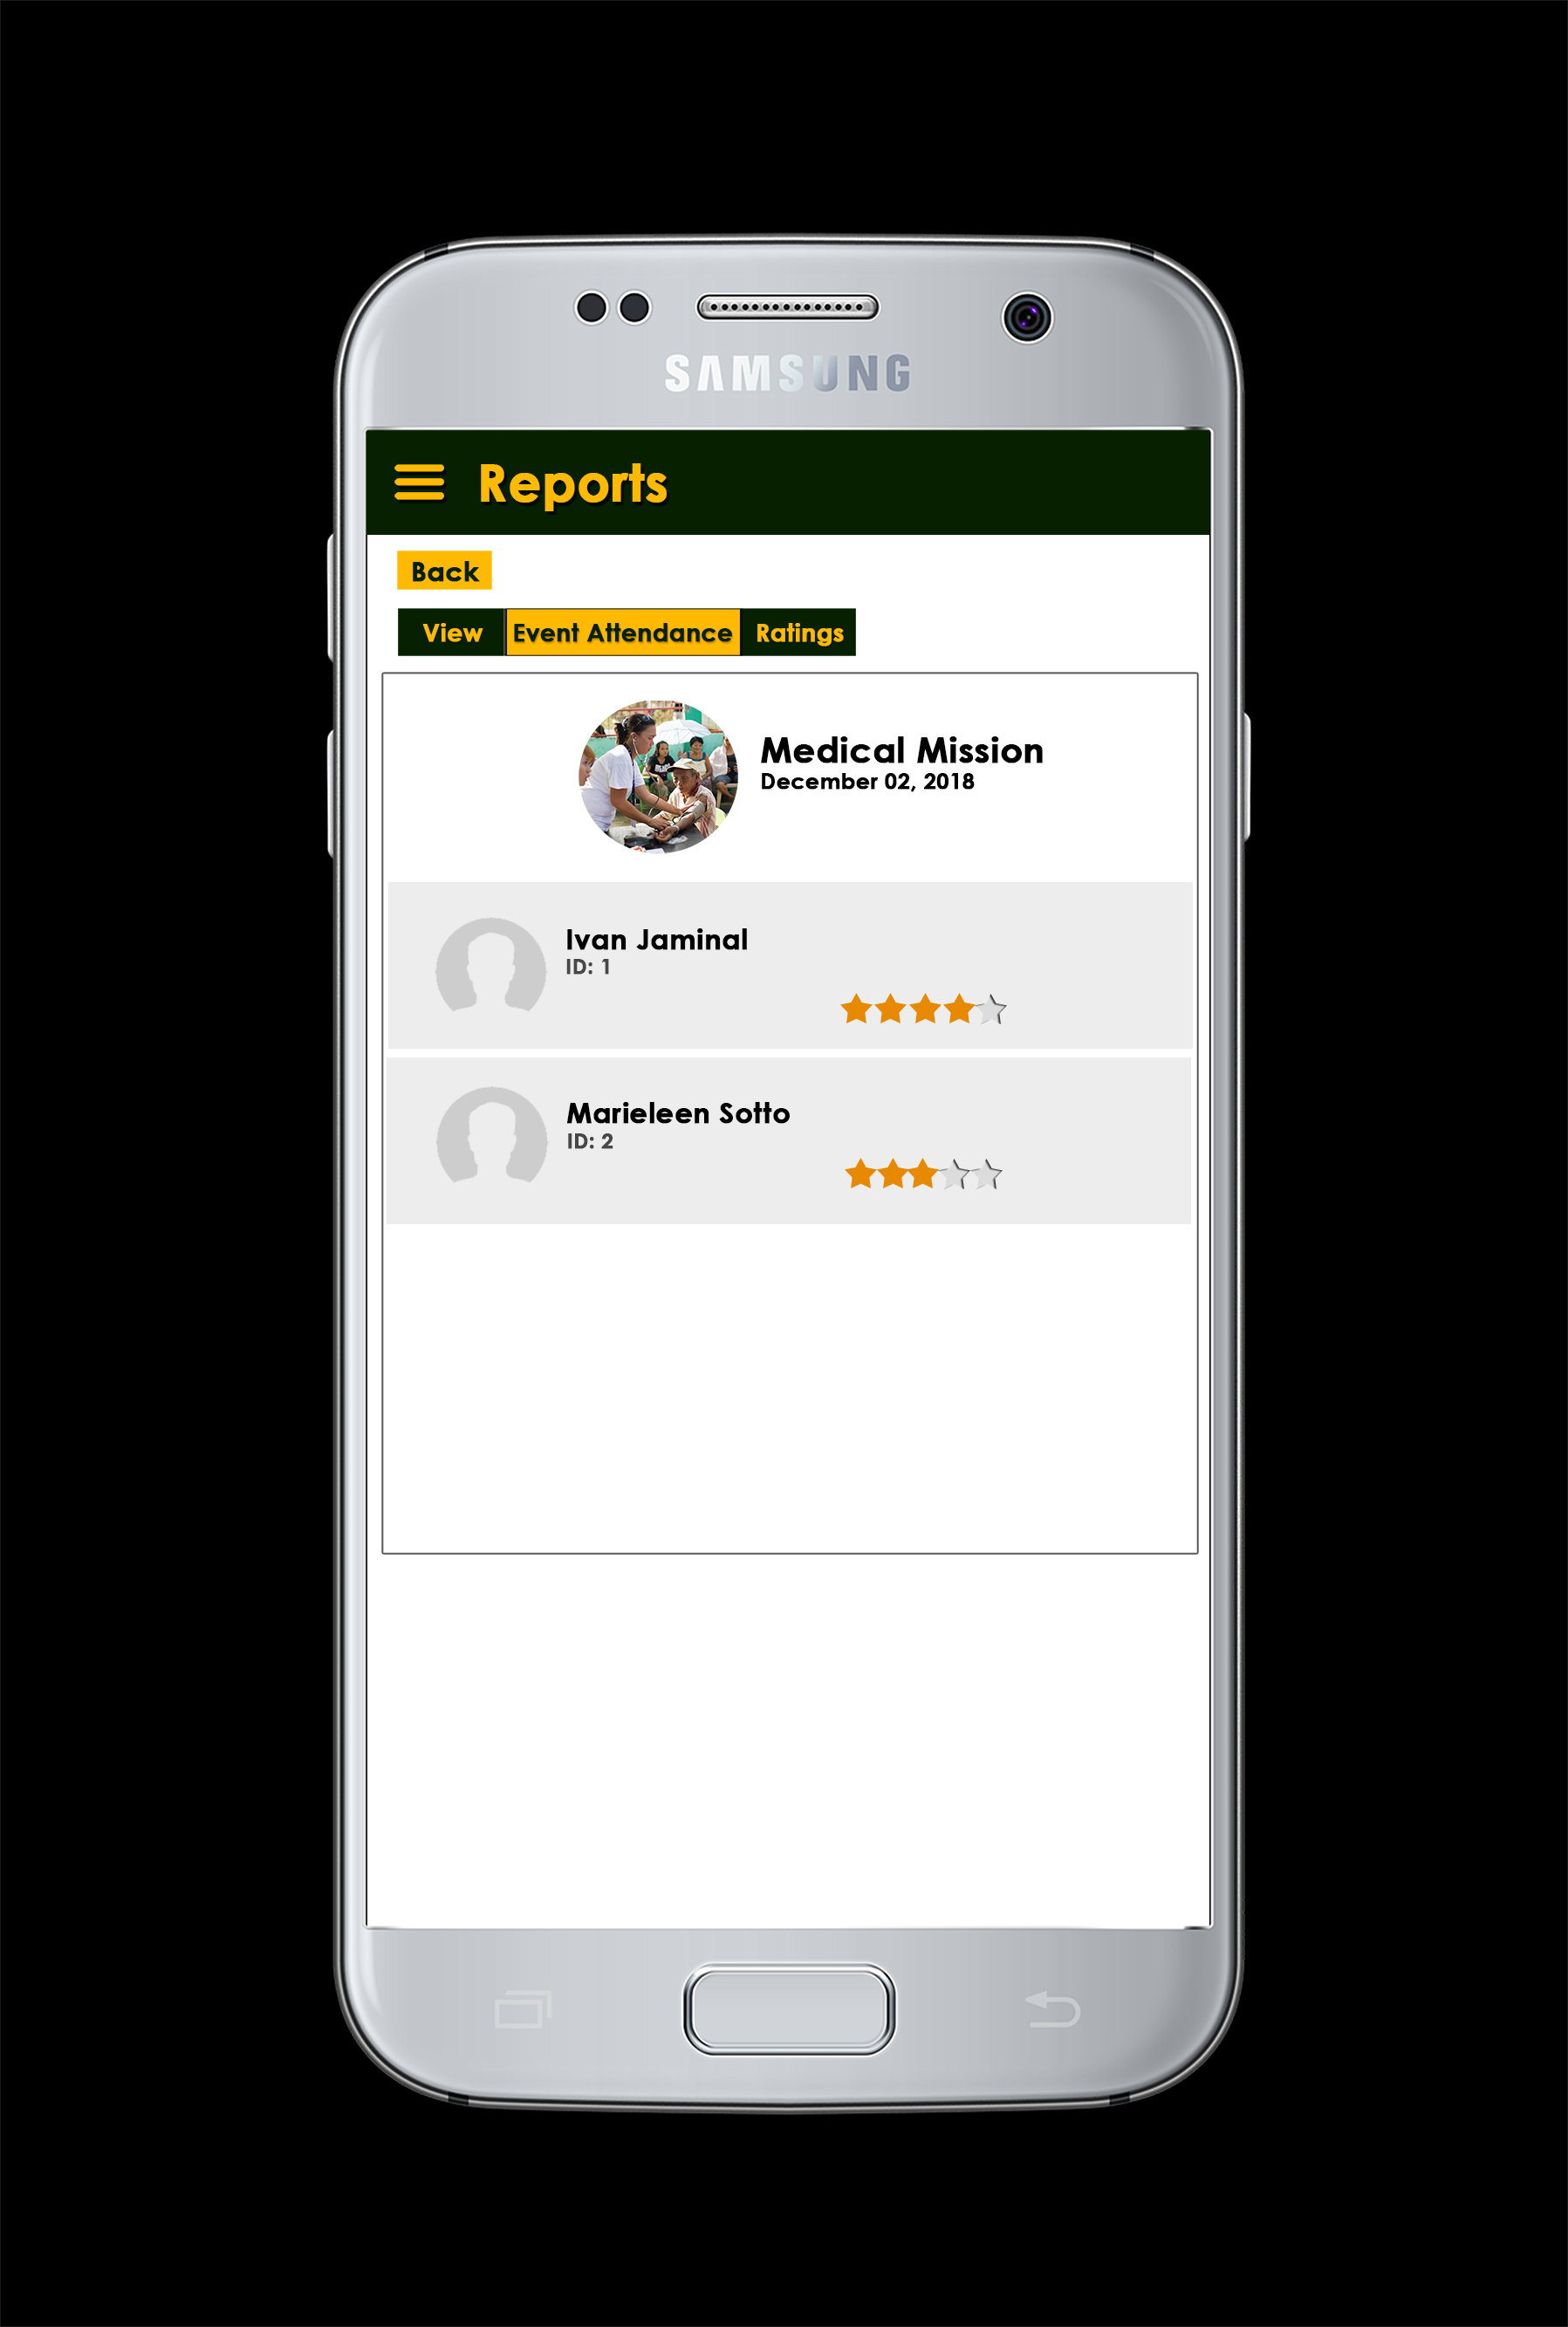 SAMSUNG
Reports
Back
View Event Attendance Ratings
Medical Mission
December 02, 2018
Ivan Jaminal
ID: 1
Marieleen Sotto
ID: 2